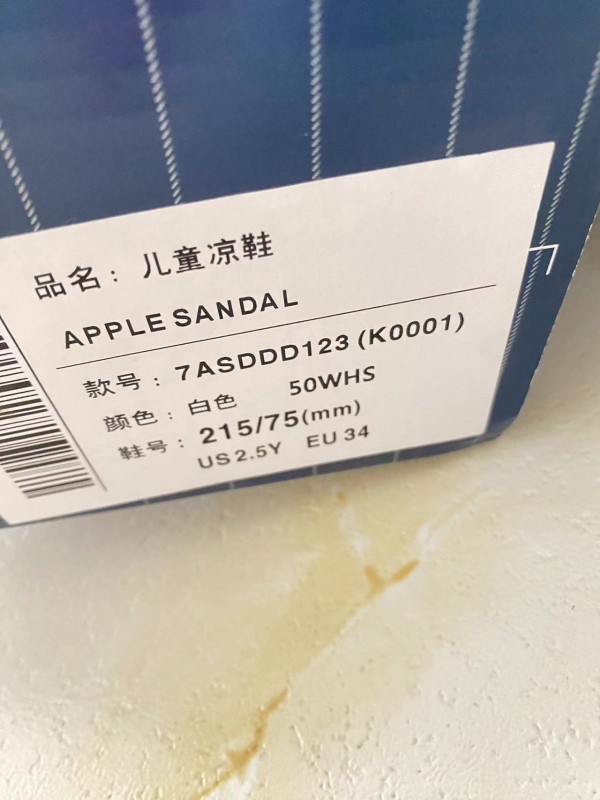 品名：儿童凉鞋
APPLE SANDAL
款号：7ASDDD123 (K0001)
颜色：白色 50WHS
鞋号：215/75(mm)
US 2.5Y EU 34